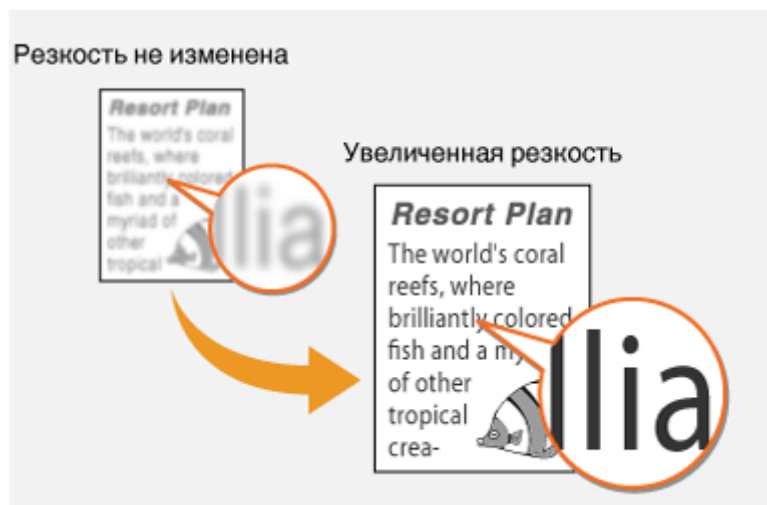 Резкость не изменена
Resort Plan
The world's coral
reefs, where
brilliantly colored
fish and a
myriad of
other
tropical
llia
Увеличенная резкость
Resort Plan
The world's coral
reefs, where
brilliantly colored
fish and a my
of other
tropical
crea-
llia